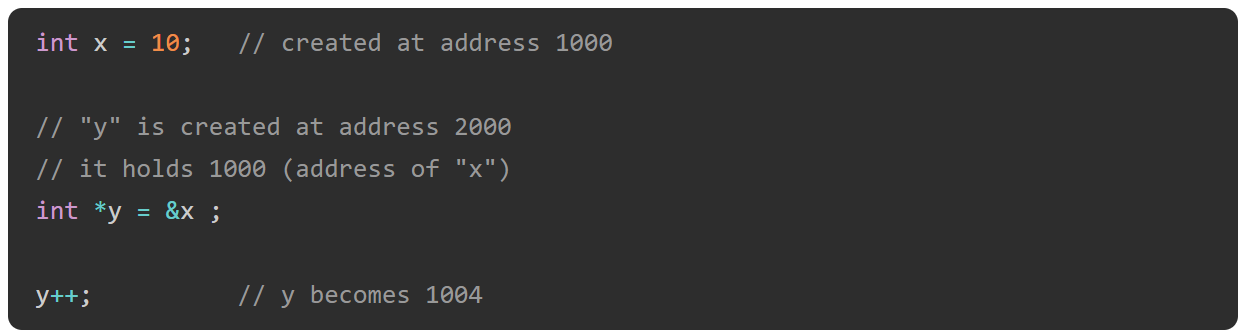 int x = 10;   // created at address 1000
// "y" is created at address 2000
// it holds 1000 (address of "x")
int *y = &x ;
y++;          // y becomes 1004